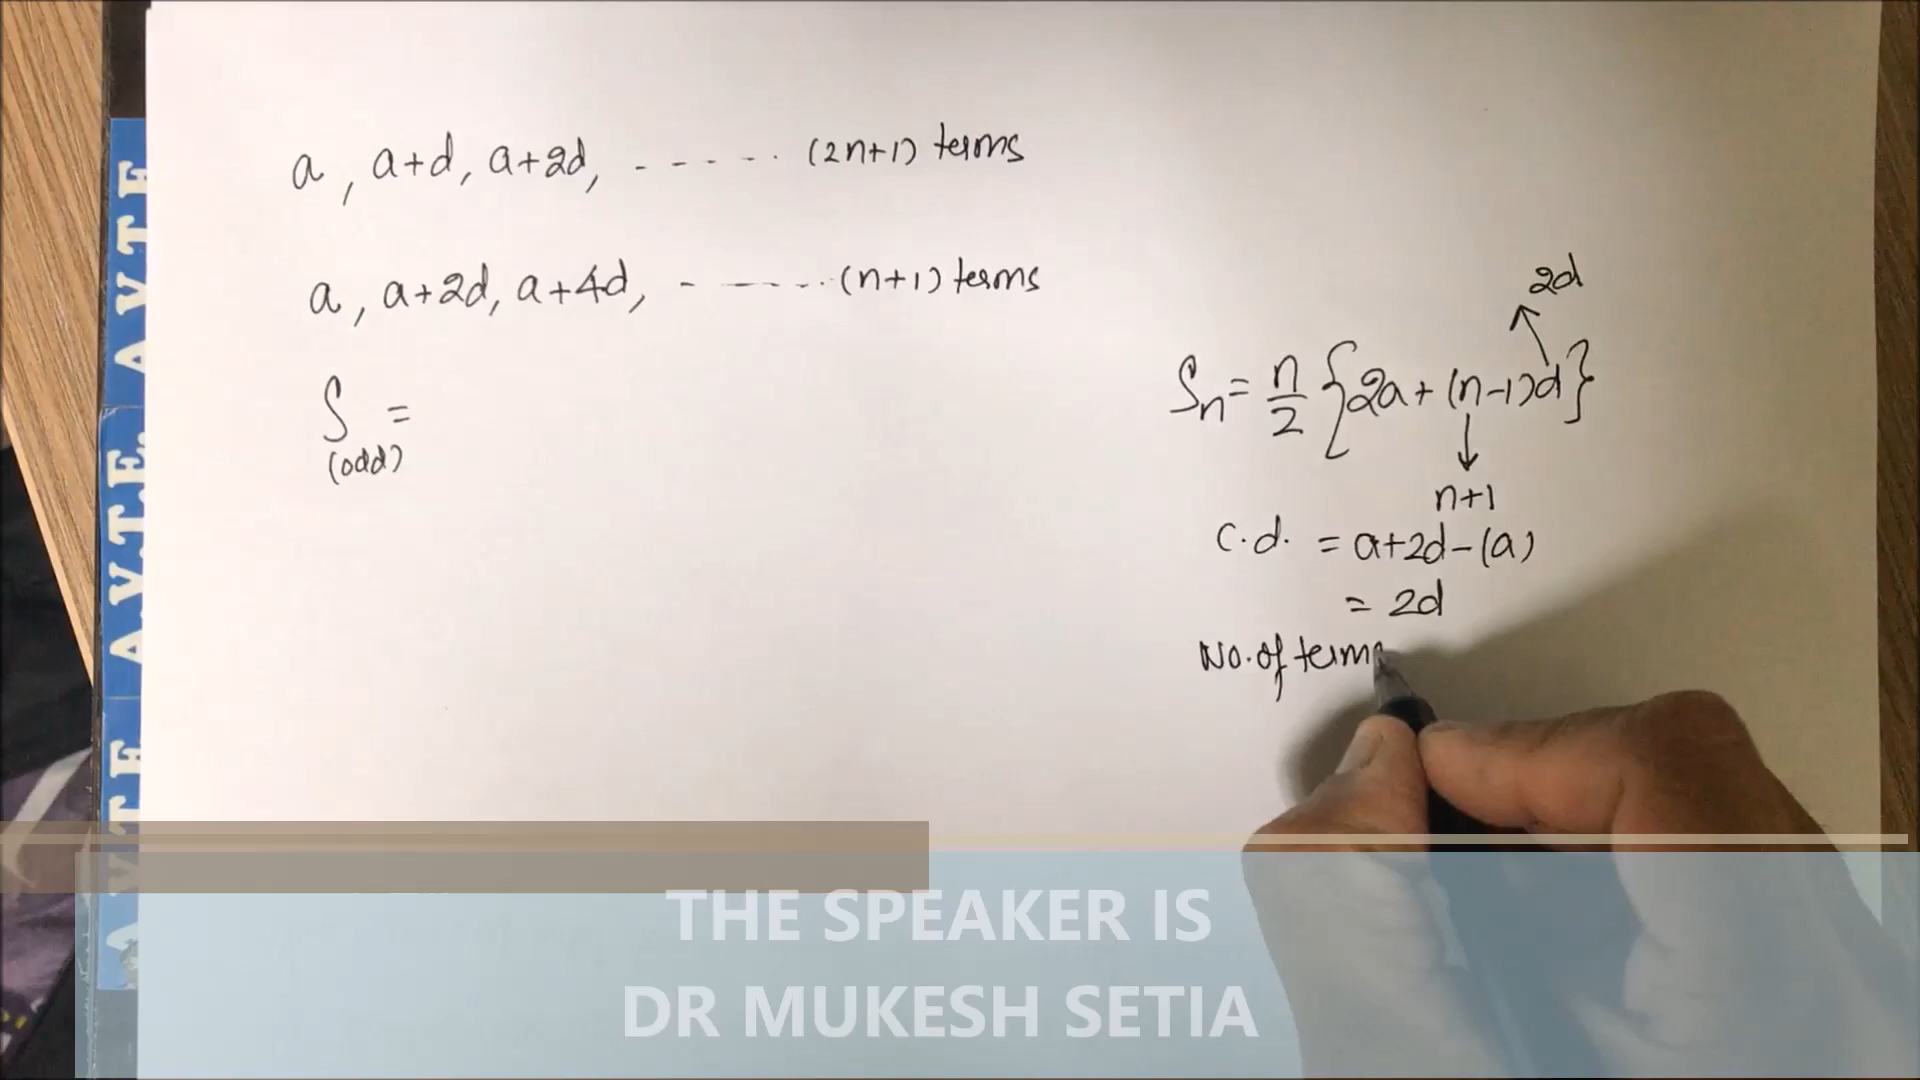 a, a+d, a+2d, - - - - - . (2n+1) terms
a, a+2d, a+4d, - - - - - . . (n+1) terms
S(odd) =
2d
Sn = n/2 {2a + (n-1)d}
n+1
C.d. = a+2d-(a)
= 2d
No. of terms
A.V.T.E. A.V.T.E. A.V.T.E
THE SPEAKER IS
DR MUKESH SETIA